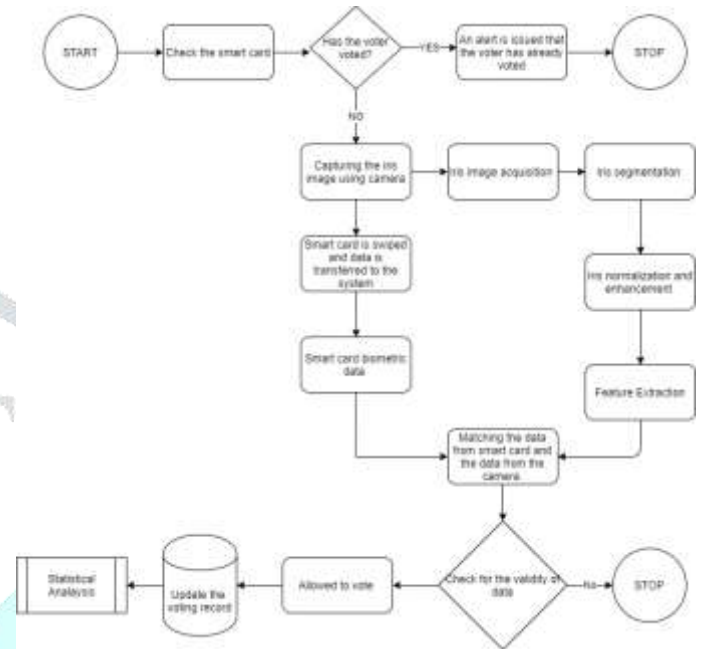 START
Check the smart card
Has the voter
voted?
YES
An alert is issued that
the voter has already
voted
STOP
NO
Capturing the iris
image using camera
Iris image acquisition
Iris segmentation
Smart card is swiped
and data is
transferred to the
system
Iris normalization and
enhancement
Smart card biometric
data
Feature Extraction
Matching the data
from smart card and
the data from the
camera
Statistical
Analaysis
Update the
voting record
Allowed to vote
Check for the validity of
data
No
STOP